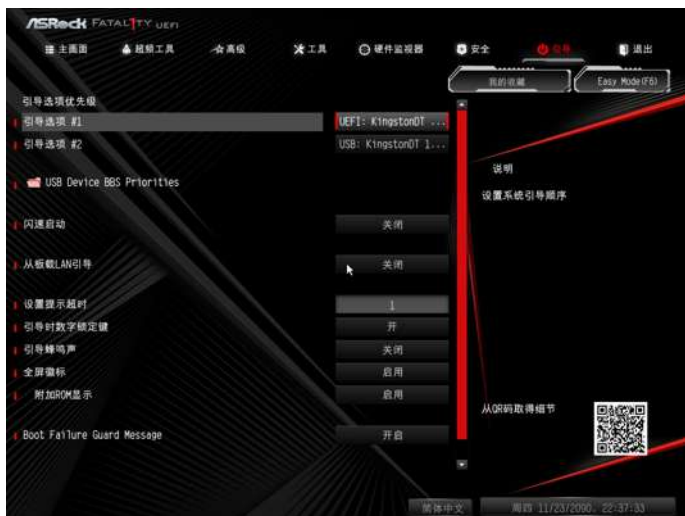 ASRock FATAL1TY UEFI
主画面 超频工具 高级 工具 硬件监视器 安全 引导 退出
我的收藏 Easy Mode(F6)
引导选项优先级
引导选项 #1 UEFI: KingstonDT ...
引导选项 #2 USB: KingstonDT 1...
USB Device BBS Priorities
闪速启动 关闭
从板载LAN引导 关闭
设置提示超时 1
引导时数字锁定键 开
引导蜂鸣声 关闭
全屏徽标 启用
附加ROM显示 启用
Boot Failure Guard Message 开启
说明
设置系统引导顺序
从QR码取得细节
简体中文 周四 11/23/2090, 22:37:33